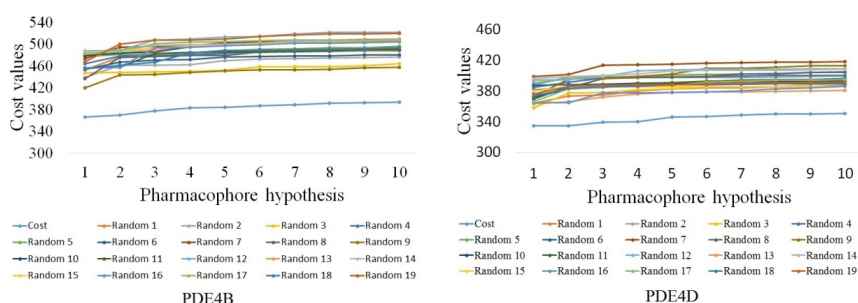 540
500
460
420
380
340
300
Cost values
1 2 3 4 5 6 7 8 9 10
Pharmacophore hypothesis
Cost Random 1 Random 2 Random 3 Random 4
Random 5 Random 6 Random 7 Random 8 Random 9
Random 10 Random 11 Random 12 Random 13 Random 14
Random 15 Random 16 Random 17 Random 18 Random 19
PDE4B
460
420
380
340
300
Cost values
1 2 3 4 5 6 7 8 9 10
Pharmacophore hypothesis
Cost Random 1 Random 2 Random 3 Random 4
Random 5 Random 6 Random 7 Random 8 Random 9
Random 10 Random 11 Random 12 Random 13 Random 14
Random 15 Random 16 Random 17 Random 18 Random 19
PDE4D